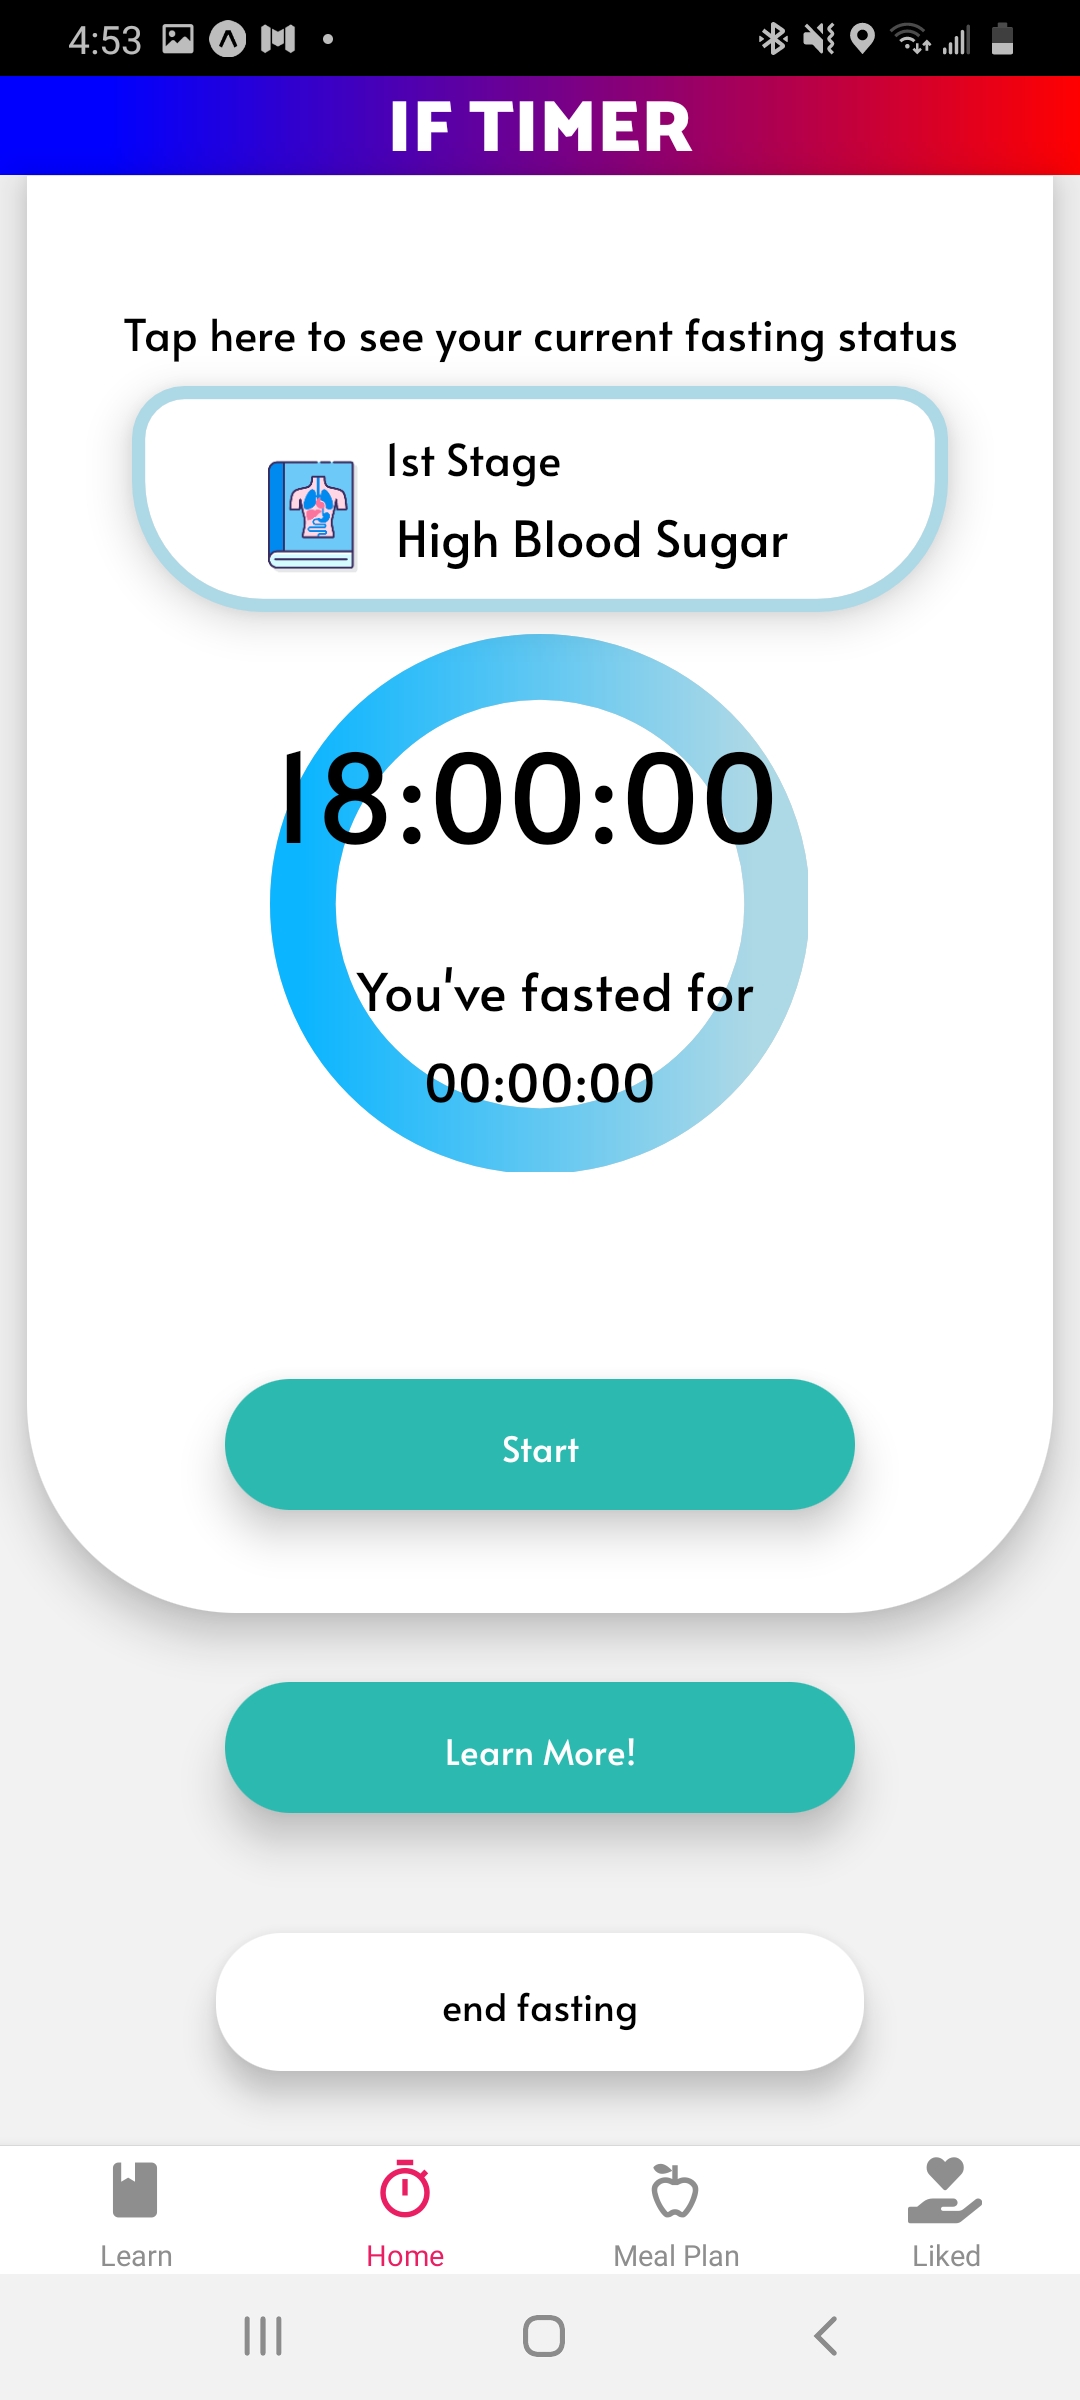 4:53
IF TIMER
Tap here to see your current fasting status
1st Stage
High Blood Sugar
18:00:00
You've fasted for
00:00:00
Start
Learn More!
end fasting
Learn
Home
Meal Plan
Liked